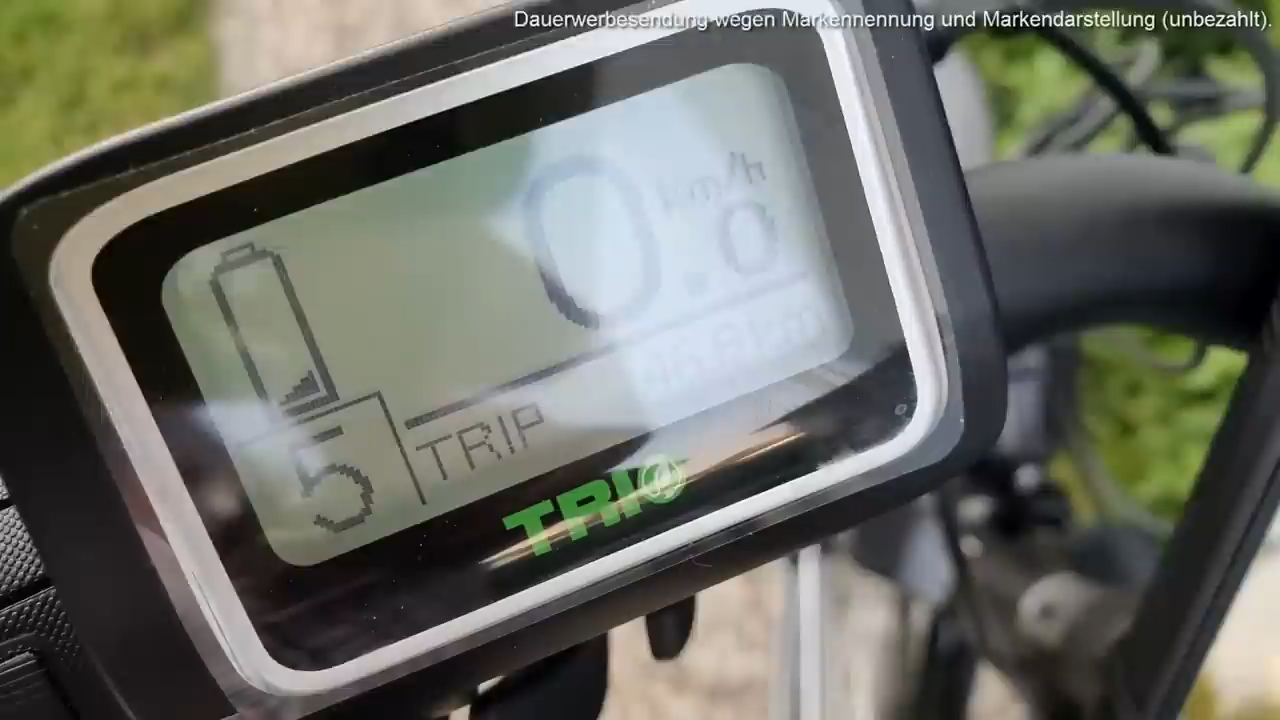 Dauerwerbesendung wegen Markennennung und Markendarstellung (unbezahlt).
km/h
0.0
5
TRIP
TRIO